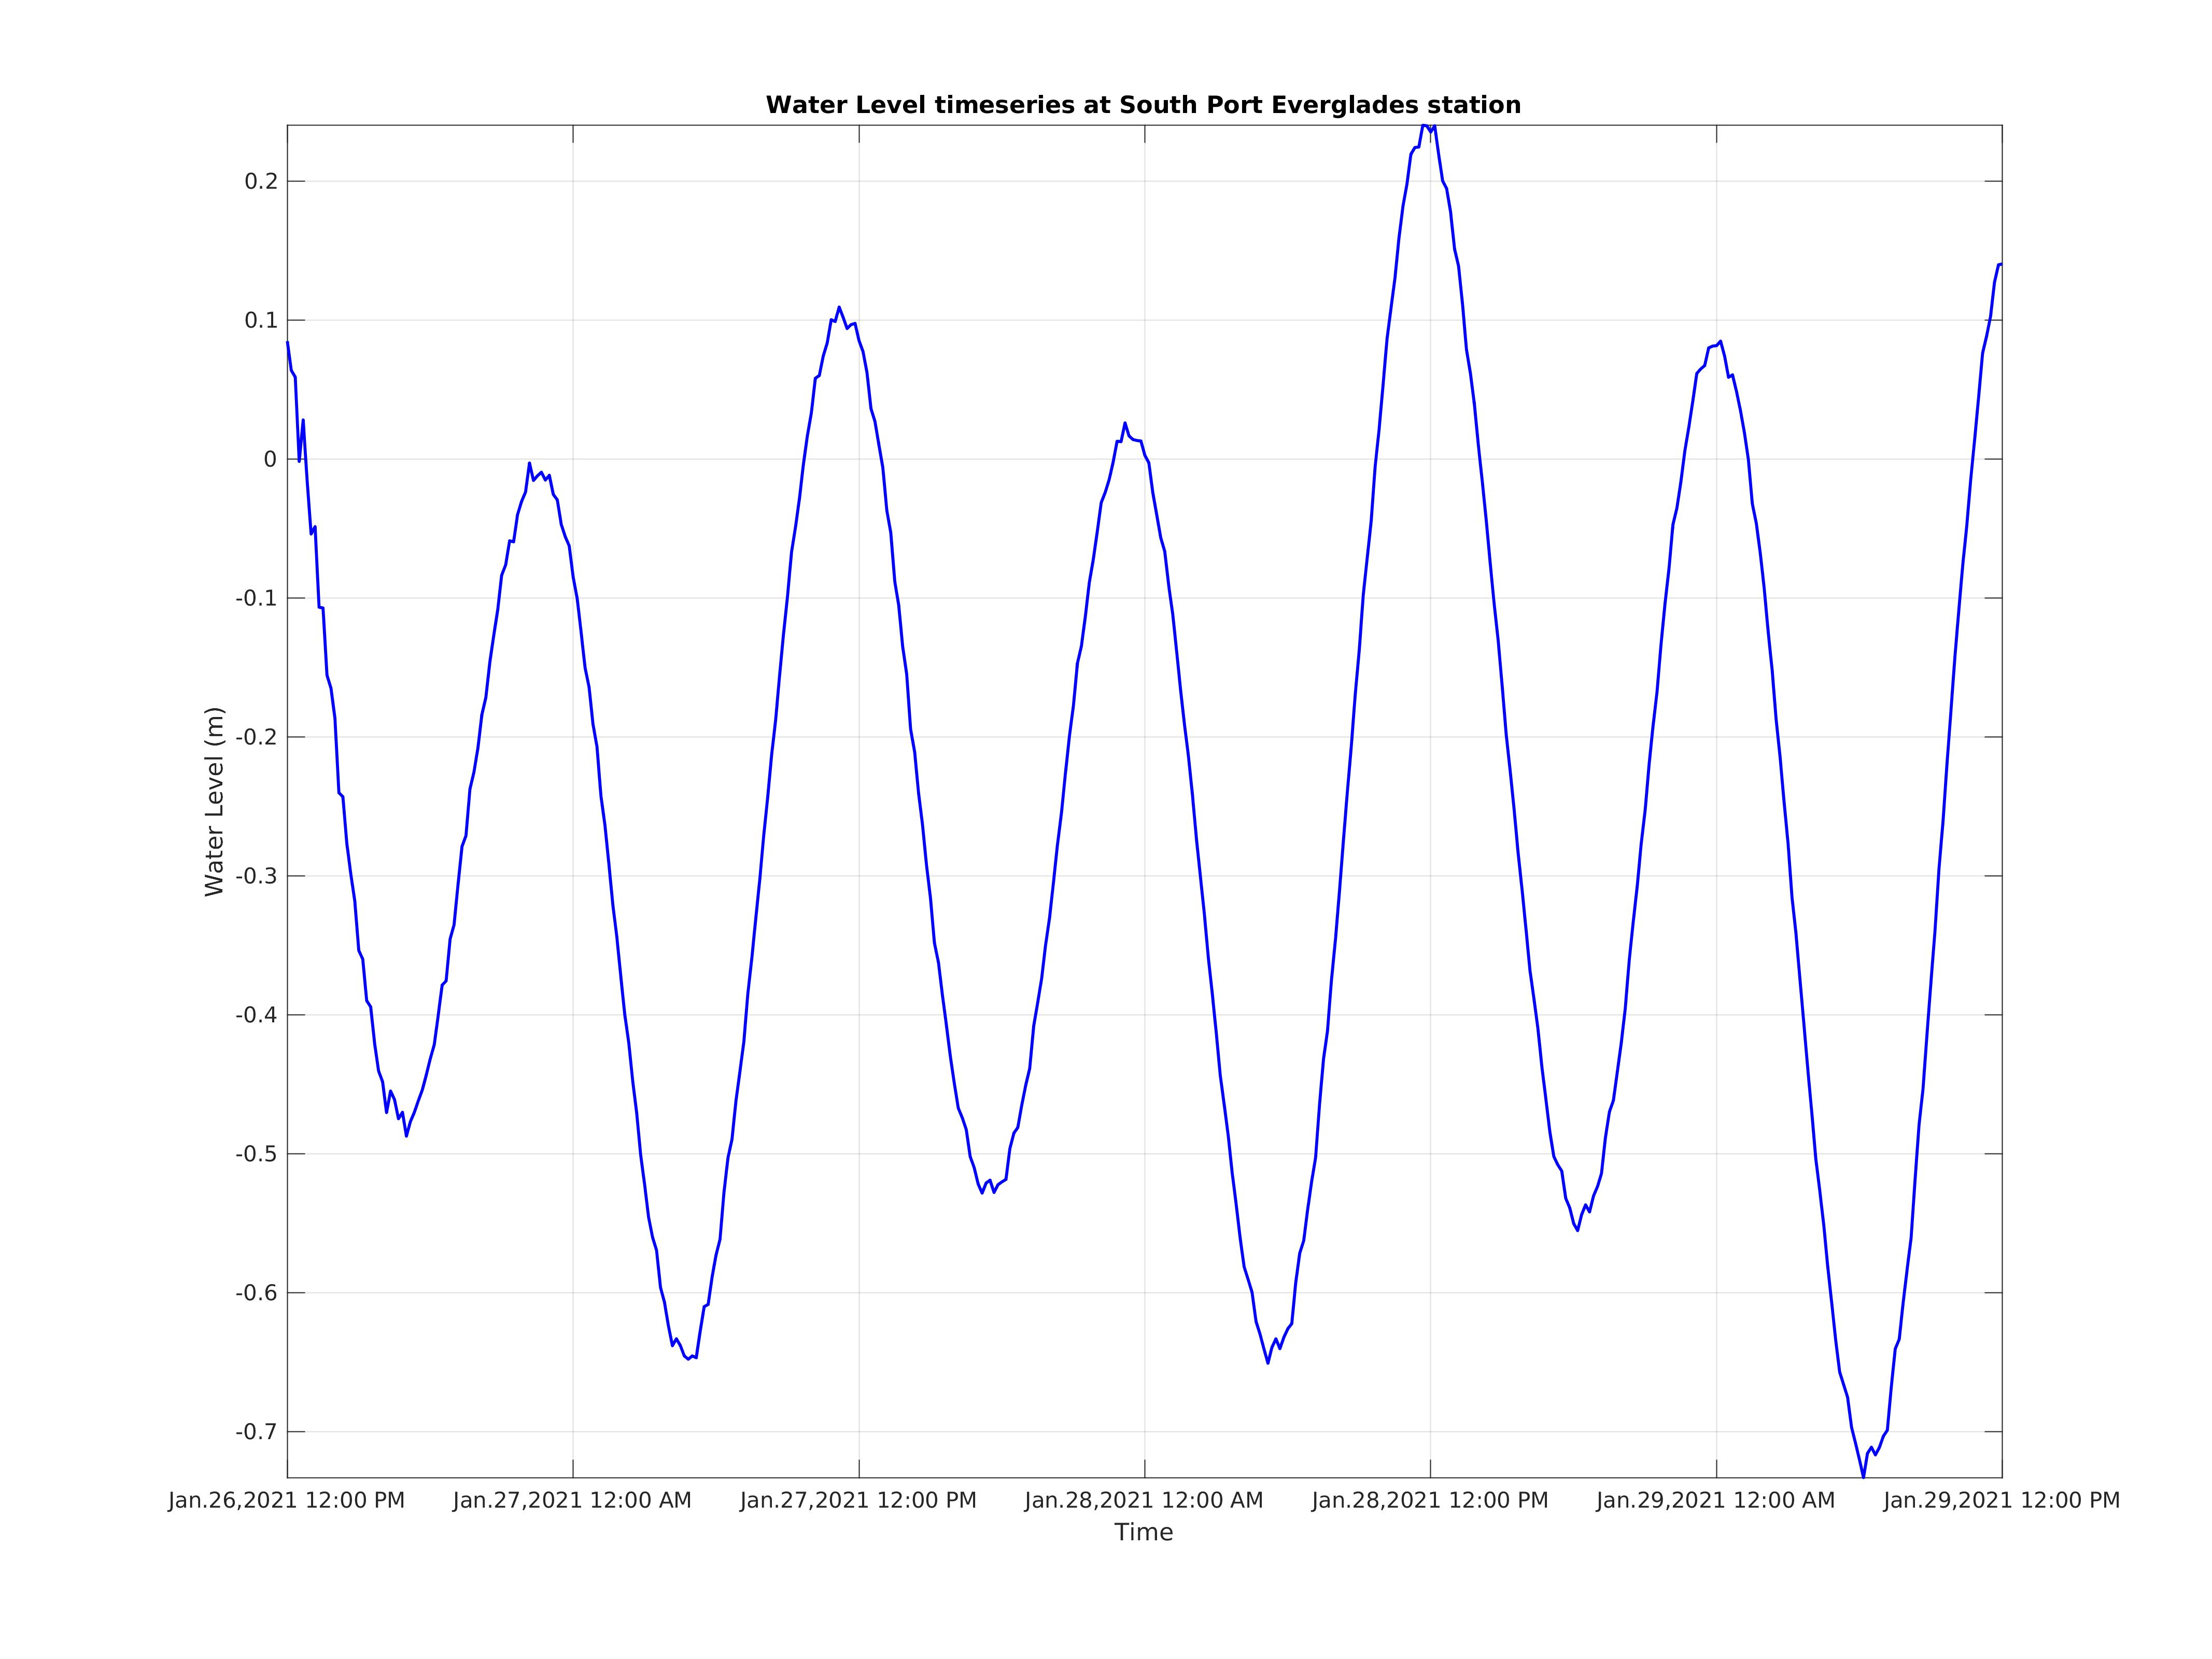 Water Level timeseries at South Port Everglades station
0.2
0.1
0
-0.1
-0.2
-0.3
-0.4
-0.5
-0.6
-0.7
Water Level (m)
Jan.26,2021 12:00 PM Jan.27,2021 12:00 AM Jan.27,2021 12:00 PM Jan.28,2021 12:00 AM Jan.28,2021 12:00 PM Jan.29,2021 12:00 AM Jan.29,2021 12:00 PM
Time